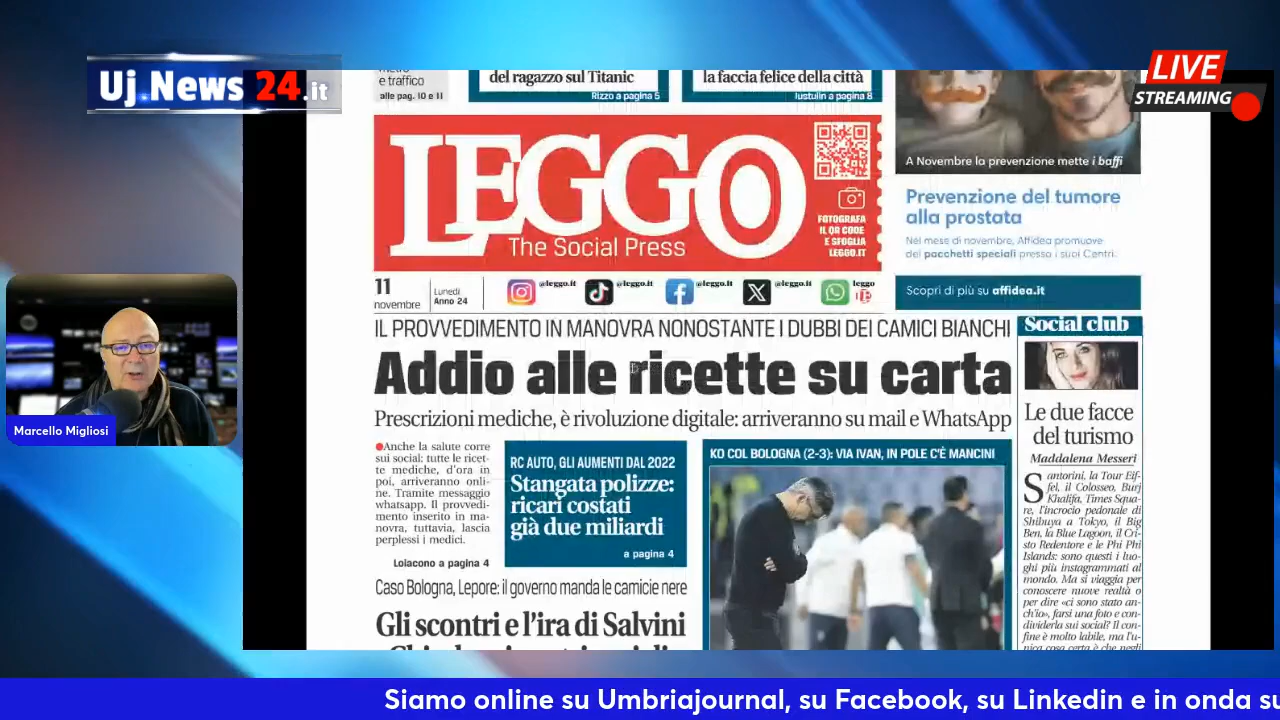 Uj.News 24.it
LIVE
STREAMING
Marcello Migliosi
e traffico
alle pag. 10 e 11
del ragazzo sul Titanic
Rizzo a pagina 5
la faccia felice della città
Iustulin a pagina 8
LEGGO
The Social Press
FOTOGRAFA
IL QR CODE
E SFOGLIA
LEGGO.IT
A Novembre la prevenzione mette i baffi
Prevenzione del tumore
alla prostata
Nel mese di novembre, Affidea promuove
dei pacchetti speciali presso i suoi Centri.
Scopri di più su affidea.it
11
novembre
Lunedì
Anno 24
@leggo.it
@leggo.it
@leggo.it
@leggo.it
leggo
IL PROVVEDIMENTO IN MANOVRA NONOSTANTE I DUBBI DEI CAMICI BIANCHI
Addio alle ricette su carta
Prescrizioni mediche, è rivoluzione digitale: arriveranno su mail e WhatsApp
Anche la salute corre
sui social: tutte le ricet-
te mediche, d'ora in
poi, arriveranno onli-
ne. Tramite messaggio
whatsapp. Il provvedi-
mento inserito in ma-
novra, tuttavia, lascia
perplessi i medici.
Loiacono a pagina 4
RC AUTO, GLI AUMENTI DAL 2022
Stangata polizze:
ricari costati
già due miliardi
a pagina 4
Caso Bologna, Lepore: il governo manda le camicie nere
Gli scontri e l'ira di Salvini
KO COL BOLOGNA (2-3): VIA IVAN, IN POLE C'È MANCINI
Social club
Le due facce
del turismo
Maddalena Messeri
Santorini, la Tour Eif-
fel, il Colosseo, Burj
Khalifa, Times Squa-
re, l'incrocio pedonale di
Shibuya a Tokyo, il Big
Ben, la Blue Lagoon, il Cri-
sto Redentore e le Phi Phi
Islands: sono questi i luo-
ghi più instagrammati al
mondo. Ma si viaggia per
conoscere nuove realtà o
per dire «ci sono stato an-
ch'io», farsi una foto e con-
dividerla sui social? Il con-
fine è molto labile, ma l'u-
nica cosa certa è che negli
Siamo online su Umbriajournal, su Facebook, su Linkedin e in onda su